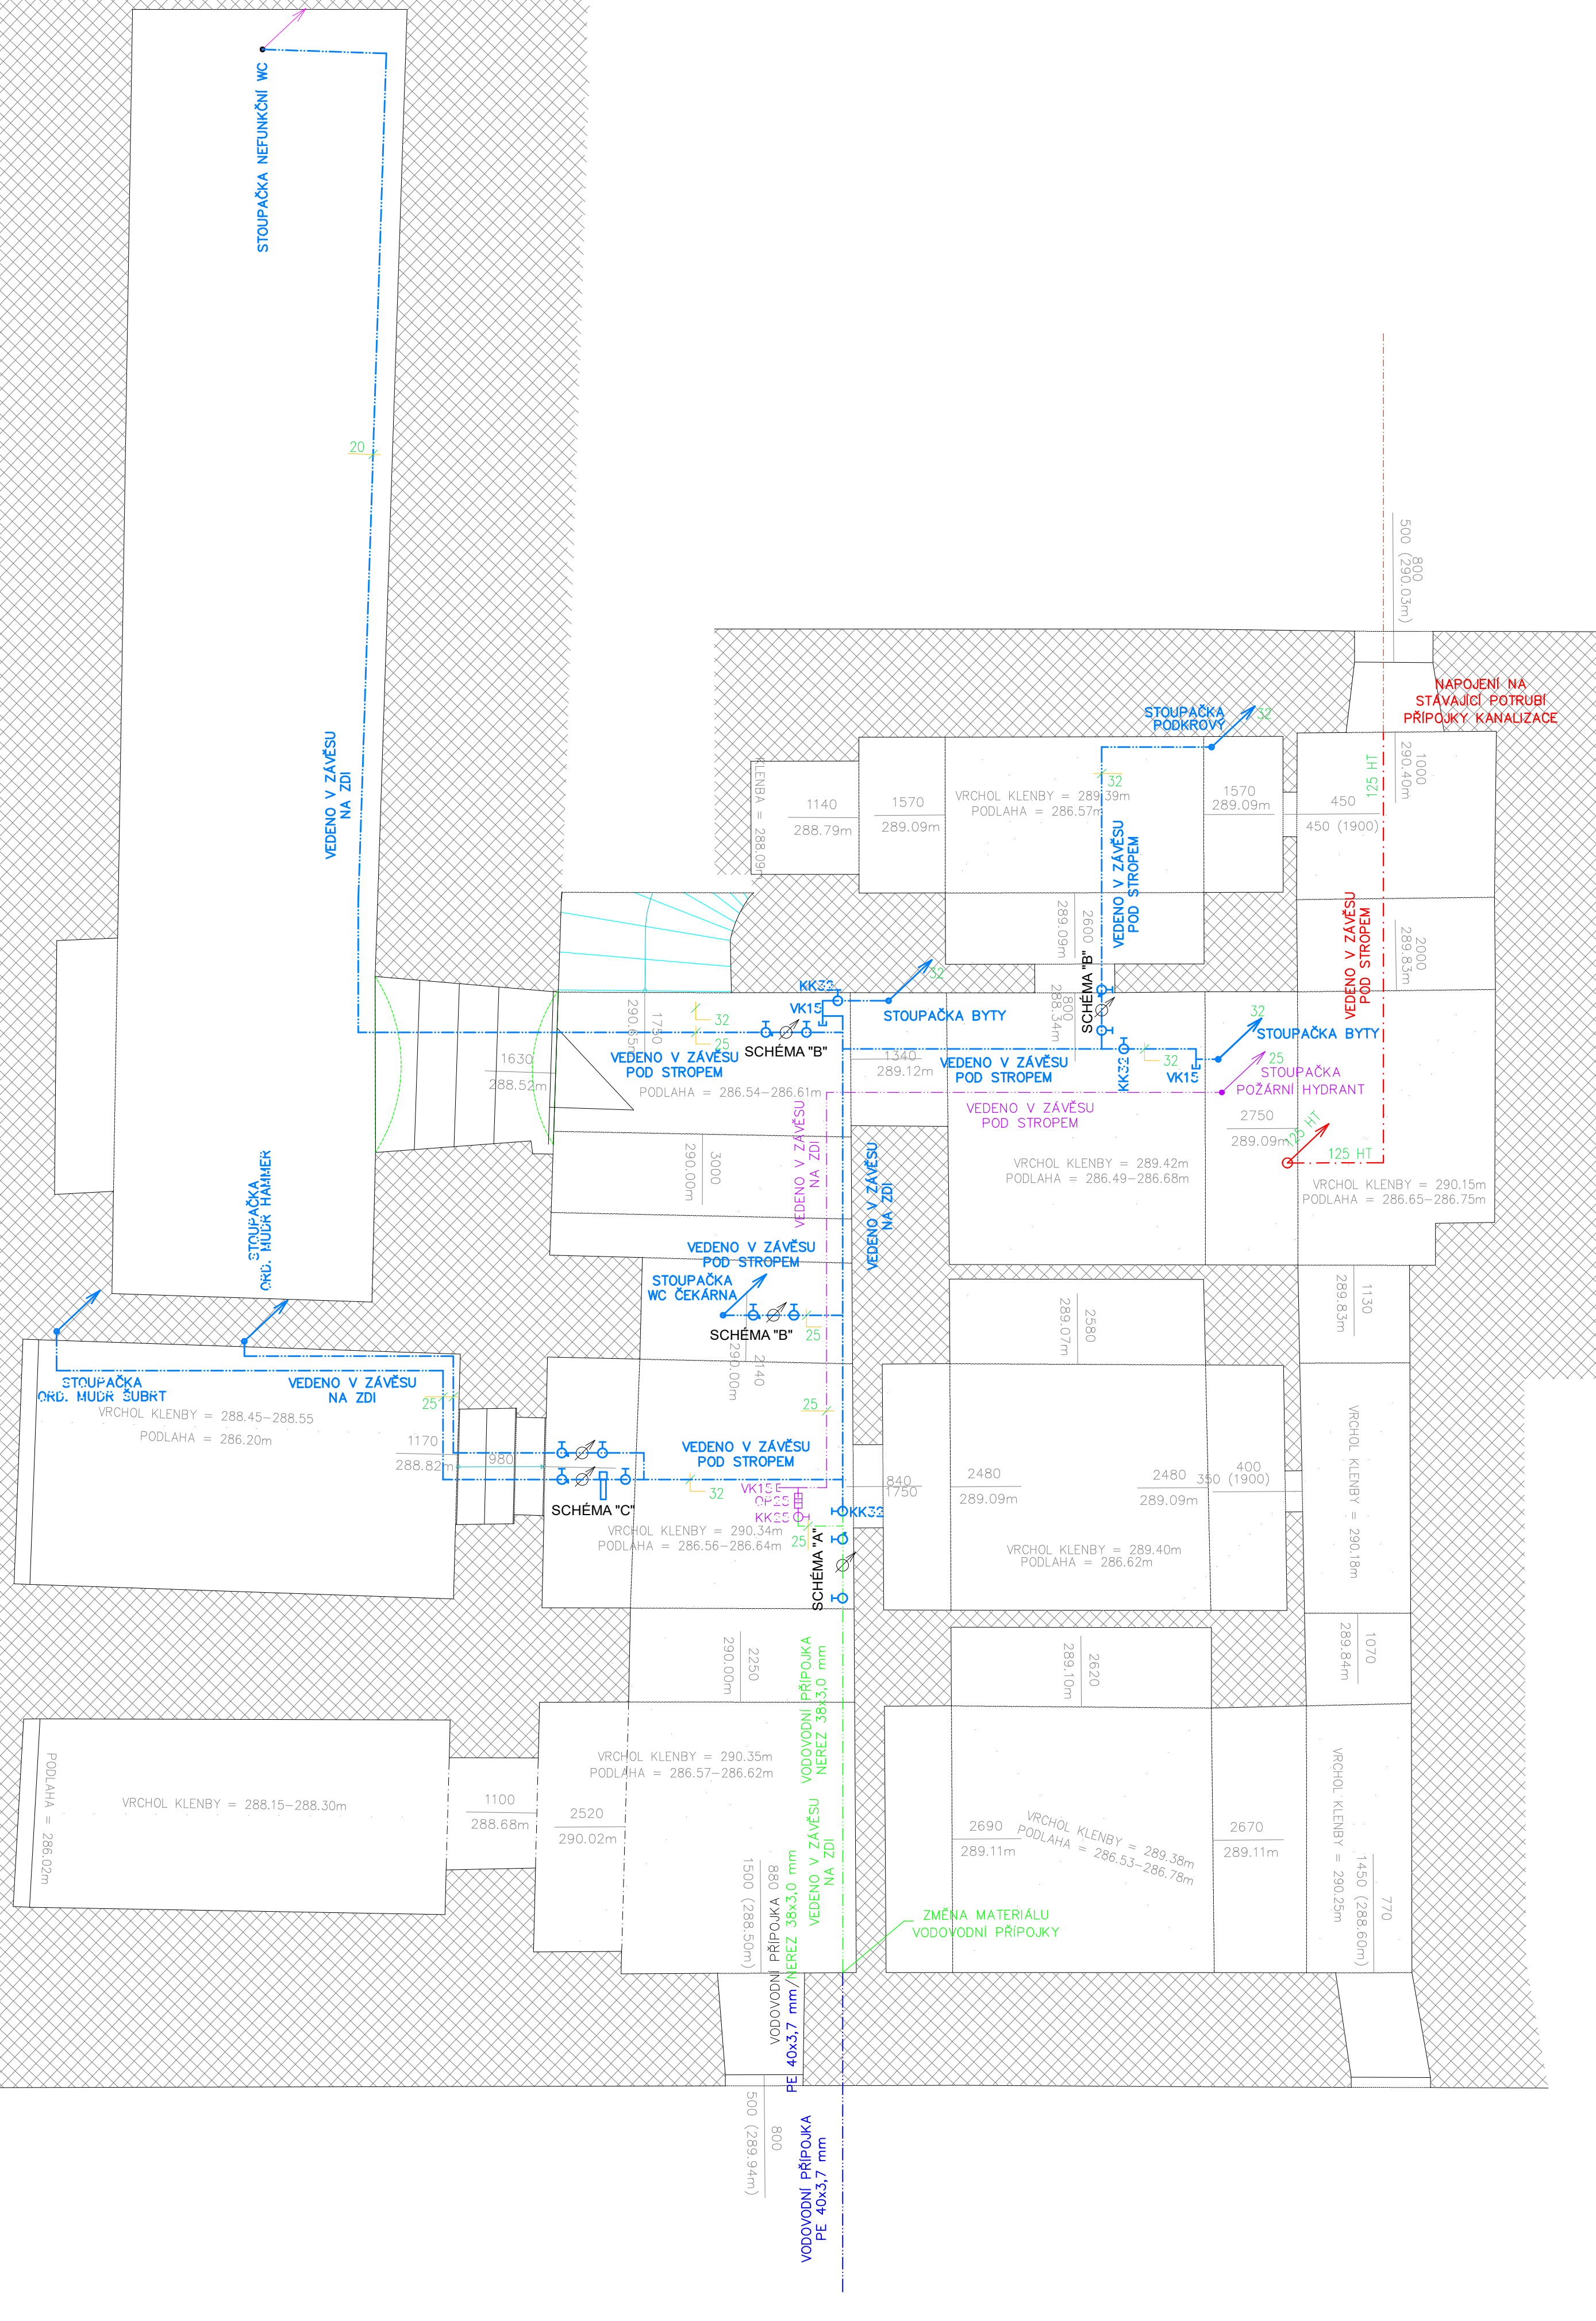 STOUPAČKA NEFUNKČNÍ WC
20
VEDENO V ZÁVĚSU
NA ZDI
800
500 (290.03m)
NAPOJENÍ NA
STÁVAJÍCÍ POTRUBÍ
PŘÍPOJKY KANALIZACE
STOUPAČKA
PODKROVÝ
32
32
125 HT
1000
290.40m
KLENBA = 288.09m
1140
288.79m
1570
289.09m
VRCHOL KLENBY = 289.39m
PODLAHA = 286.57m
1570
289.09m
450
450 (1900)
VEDENO V ZÁVĚSU
POD STROPEM
VEDENO V ZÁVĚSU
POD STROPEM
2600
289.09m
2000
289.83m
SCHÉMA "B"
800
288.34m
KK32
VK15
32
STOUPAČKA BYTY
1750
290.65m
32
25
SCHÉMA "B"
VEDENO V ZÁVĚSU
POD STROPEM
1630
288.52m
PODLAHA = 286.54-286.61m
1340
289.12m
VEDENO V ZÁVĚSU
POD STROPEM
KK32
32
VK15
32
STOUPAČKA BYTY
25
STOUPAČKA
POŽÁRNÍ HYDRANT
VEDENO V ZÁVĚSU
POD STROPEM
VEDENO V ZÁVĚSU
NA ZDI
VEDENO V ZÁVĚSU
NA ZDI
2750
289.09m
125 HT
125 HT
3000
290.00m
VRCHOL KLENBY = 289.42m
PODLAHA = 286.49-286.68m
VRCHOL KLENBY = 290.15m
PODLAHA = 286.65-286.75m
STOUPAČKA
ORD. MUDR HAMMER
VEDENO V ZÁVĚSU
POD STROPEM
STOUPAČKA
WC ČEKÁRNA
SCHÉMA "B"
25
2140
290.00m
2580
289.07m
1130
289.83m
STOUPAČKA
ORD. MUDR ŠUBRT
VEDENO V ZÁVĚSU
NA ZDI
25
VRCHOL KLENBY = 288.45-288.55
PODLAHA = 286.20m
1170
288.82m
980
25
VEDENO V ZÁVĚSU
POD STROPEM
32
SCHÉMA "C"
VK15
OP25
KK25
25
KK32
SCHÉMA "A"
VRCHOL KLENBY = 290.34m
PODLAHA = 286.56-286.64m
840
1750
2480
289.09m
2480
289.09m
400
350 (1900)
VRCHOL KLENBY = 289.40m
PODLAHA = 286.62m
VRCHOL KLENBY = 290.18m
2250
290.00m
2620
289.10m
1070
289.84m
VODOVODNÍ PŘÍPOJKA
NEREZ 38x3,0 mm
VRCHOL KLENBY = 290.35m
PODLAHA = 286.57-286.62m
PODLAHA = 286.02m
VRCHOL KLENBY = 288.15-288.30m
1100
288.68m
2520
290.02m
VEDENO V ZÁVĚSU
NA ZDI
2690
289.11m
VRCHOL KLENBY = 289.38m
PODLAHA = 286.53-286.78m
2670
289.11m
VRCHOL KLENBY = 290.25m
770
1450 (288.60m)
880
1500 (288.50m)
ZMĚNA MATERIÁLU
VODOVODNÍ PŘÍPOJKY
VODOVODNÍ PŘÍPOJKA
PE 40x3,7 mm/NEREZ 38x3,0 mm
800
500 (289.94m)
VODOVODNÍ PŘÍPOJKA
PE 40x3,7 mm